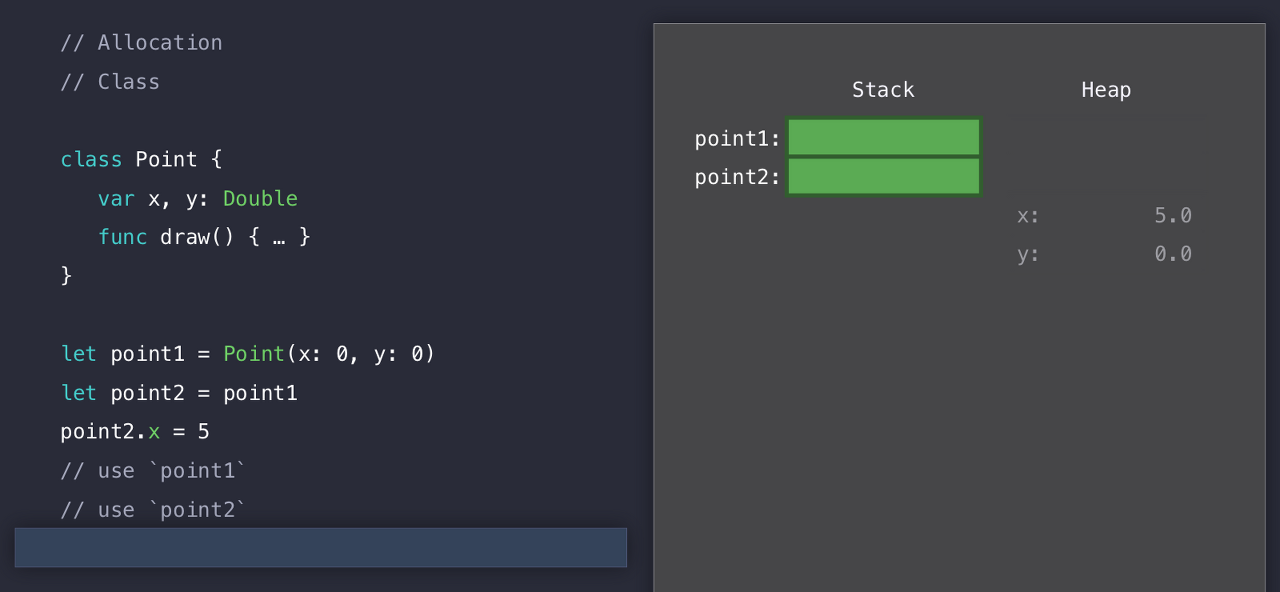 // Allocation
// Class
class Point {
var x, y: Double
func draw() { … }
}
let point1 = Point(x: 0, y: 0)
let point2 = point1
point2.x = 5
// use `point1`
// use `point2`
Stack Heap
point1:
point2:
x: 5.0
y: 0.0